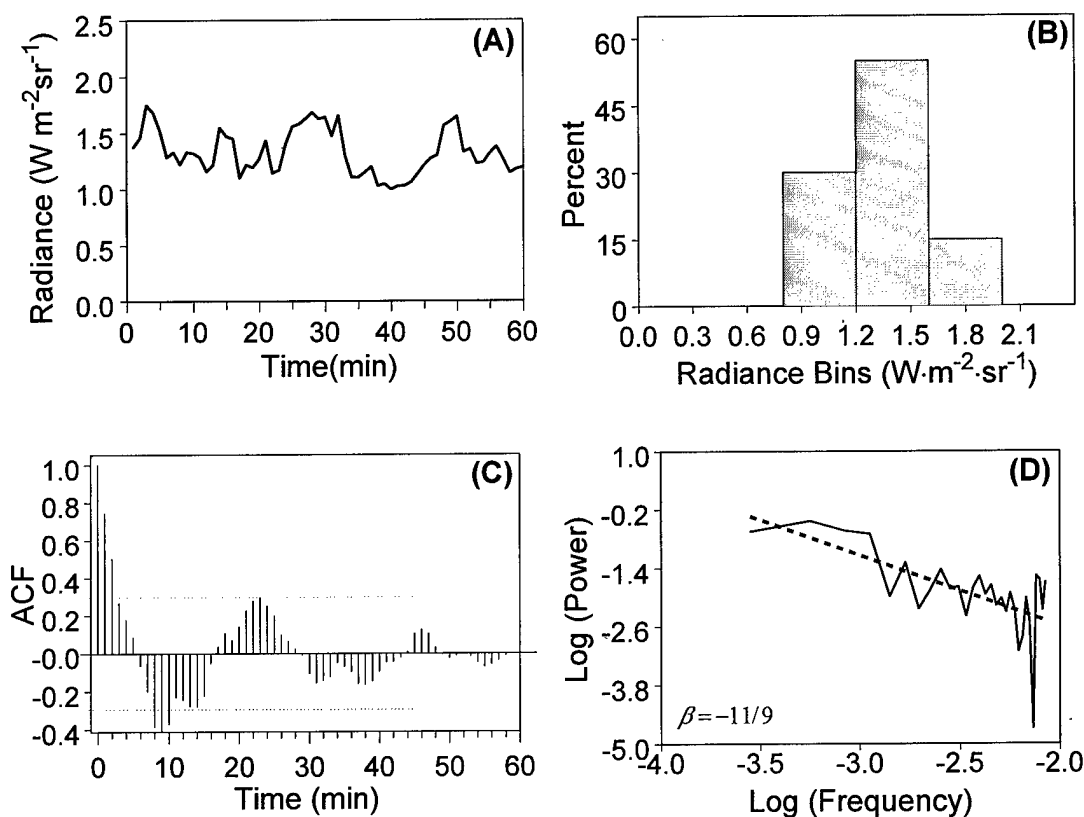 (A)
Radiance (W m⁻²sr⁻¹)
2.5
2.0
1.5
1.0
0.5
0.0
0 10 20 30 40 50 60
Time(min)
(B)
Percent
60
45
30
15
0
0.0 0.3 0.6 0.9 1.2 1.5 1.8 2.1
Radiance Bins (W·m⁻²·sr⁻¹)
(C)
ACF
1.0
0.8
0.6
0.4
0.2
-0.0
-0.2
-0.4
0 10 20 30 40 50 60
Time (min)
(D)
Log (Power)
1.0
-0.2
-1.4
-2.6
-3.8
-5.0
β=−11/9
-4.0 -3.5 -3.0 -2.5 -2.0
Log (Frequency)